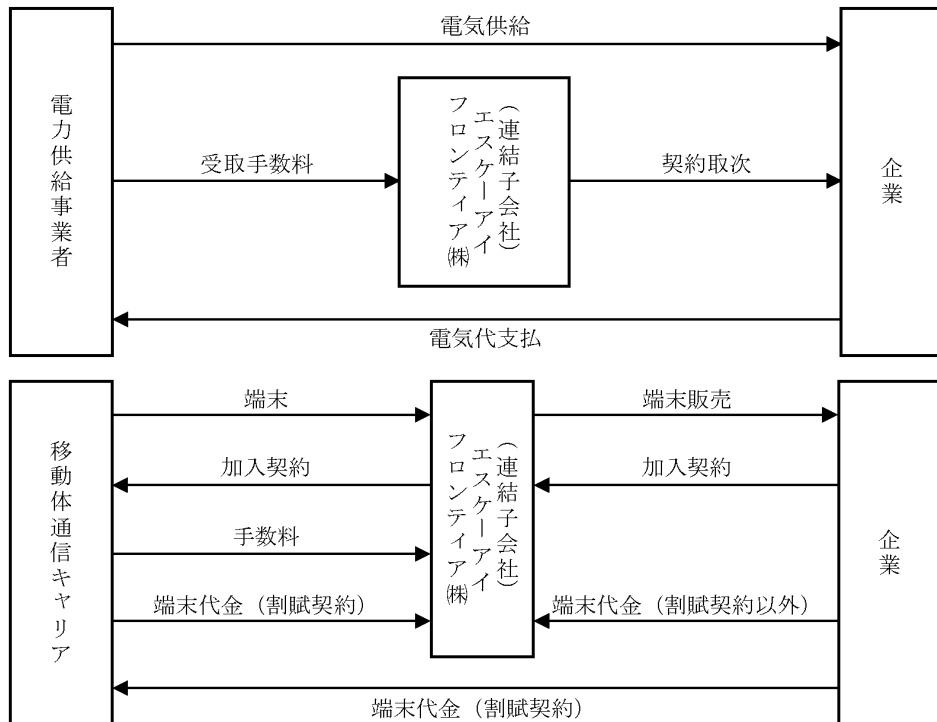 電気供給
電力供給事業者
（連結子会社）
エスケーアイ
フロンティア㈱
企業
受取手数料
契約取次
電気代支払
移動体通信キャリア
端末
端末販売
（連結子会社）
エスケーアイ
フロンティア㈱
企業
加入契約
加入契約
手数料
端末代金（割賦契約）
端末代金（割賦契約以外）
端末代金（割賦契約）